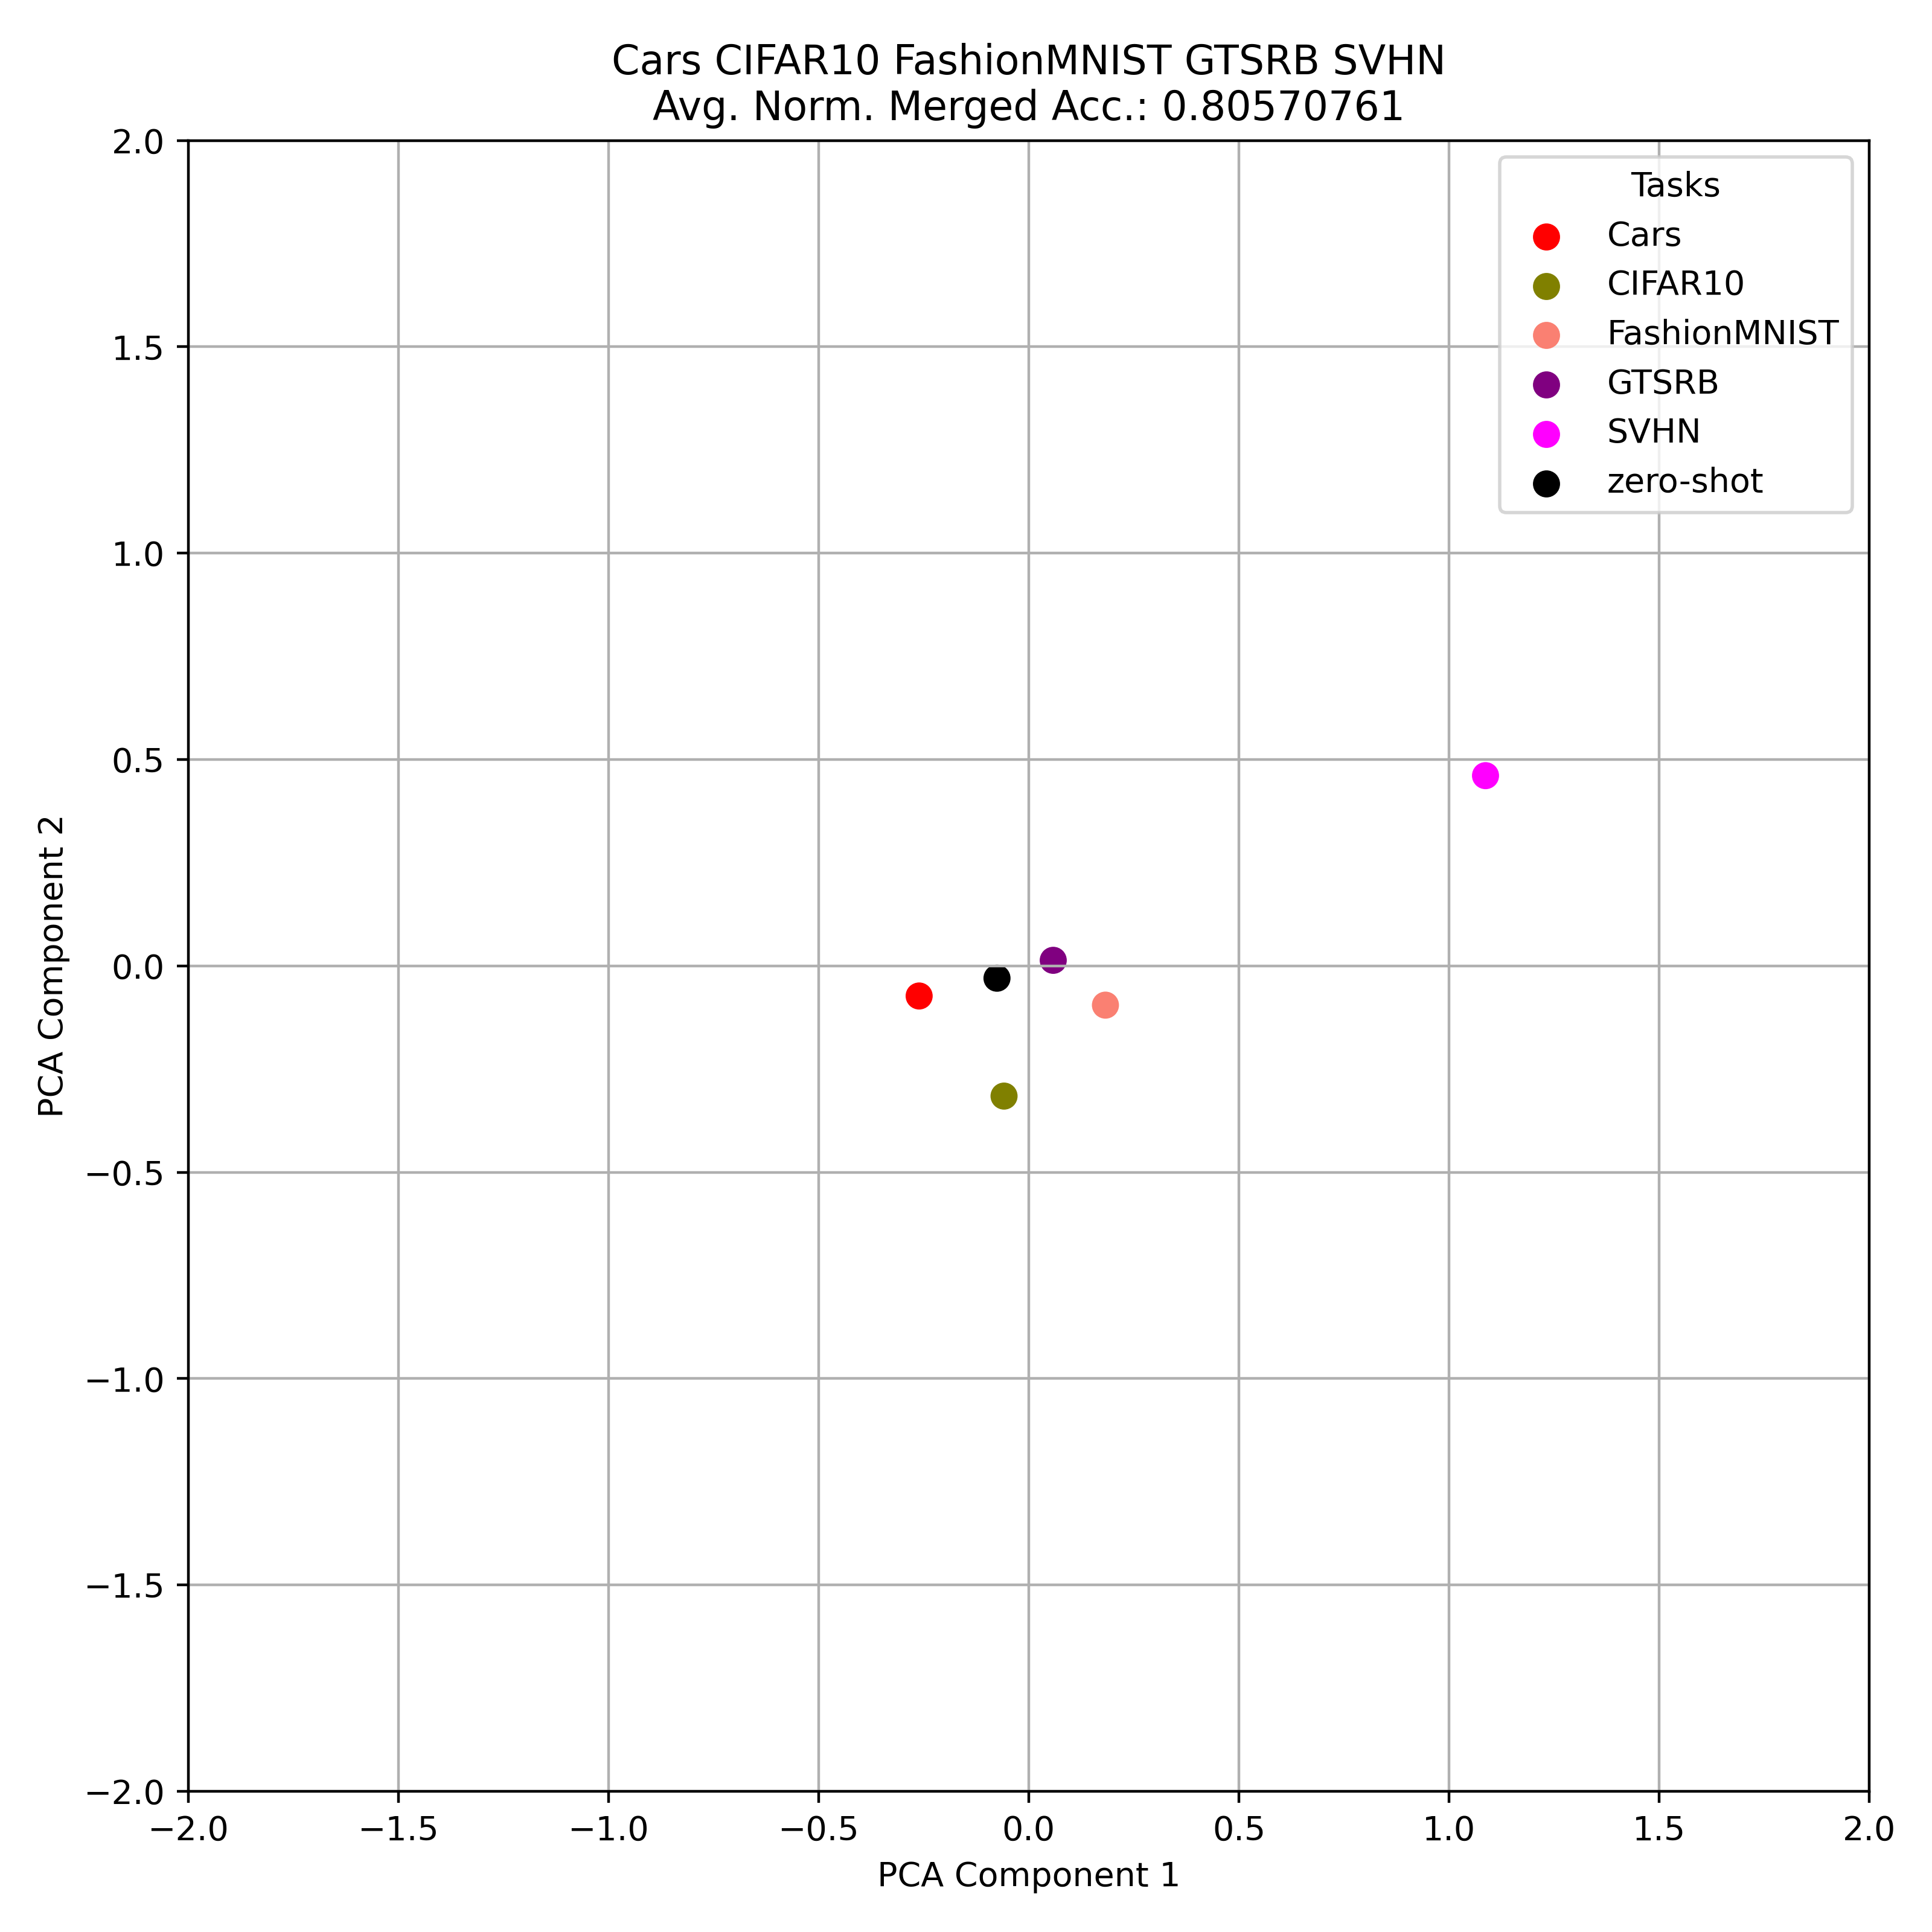 Cars CIFAR10 FashionMNIST GTSRB SVHN
Avg. Norm. Merged Acc.: 0.80570761
Tasks
Cars
CIFAR10
FashionMNIST
GTSRB
SVHN
zero-shot
2.0
1.5
1.0
0.5
0.0
−0.5
−1.0
−1.5
−2.0
PCA Component 2
−2.0 −1.5 −1.0 −0.5 0.0 0.5 1.0 1.5 2.0
PCA Component 1